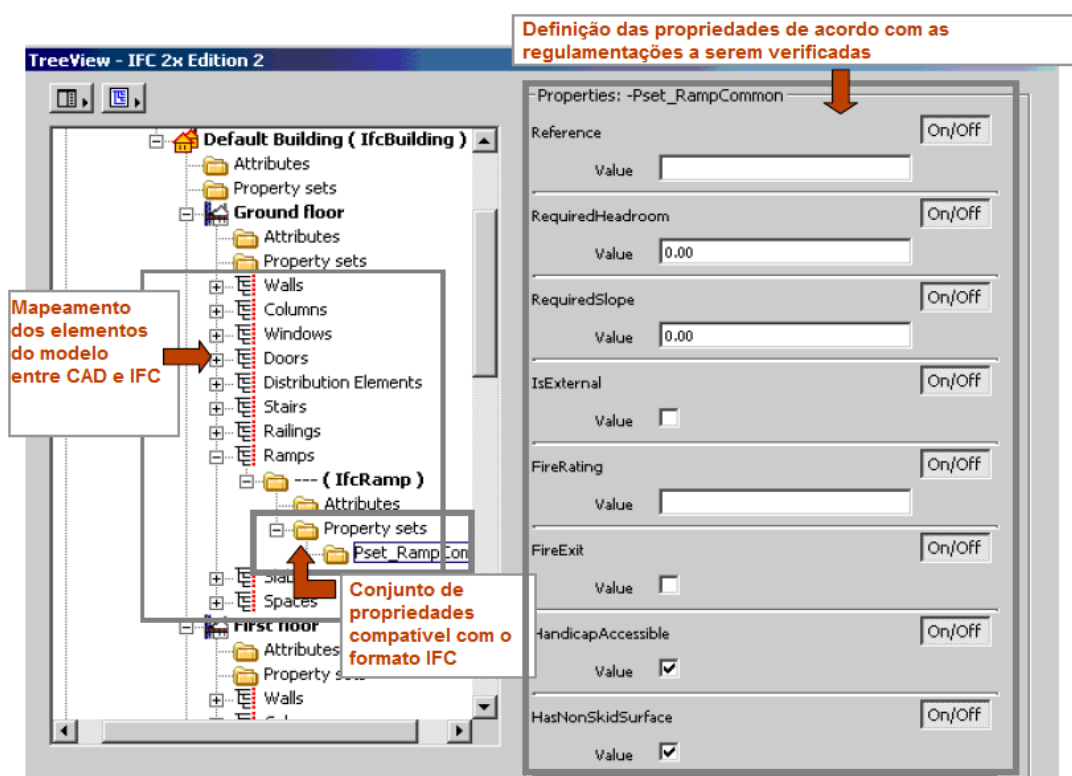 Definição das propriedades de acordo com as
regulamentações a serem verificadas
TreeView - IFC 2x Edition 2
Default Building ( IfcBuilding )
Attributes
Property sets
Ground floor
Attributes
Property sets
Walls
Columns
Windows
Doors
Distribution Elements
Stairs
Railings
Ramps
--- ( IfcRamp )
Attributes
Property sets
Pset_RampCom
Spaces
First floor
Attributes
Property
Walls
Mapeamento
dos elementos
do modelo
entre CAD e IFC
Conjunto de
propriedades
compatível com o
formato IFC
Properties: -Pset_RampCommon
Reference On/Off
Value
RequiredHeadroom On/Off
Value 0.00
RequiredSlope On/Off
Value 0.00
IsExternal On/Off
Value
FireRating On/Off
Value
FireExit On/Off
Value
HandicapAccessible On/Off
Value
HasNonSkidSurface On/Off
Value